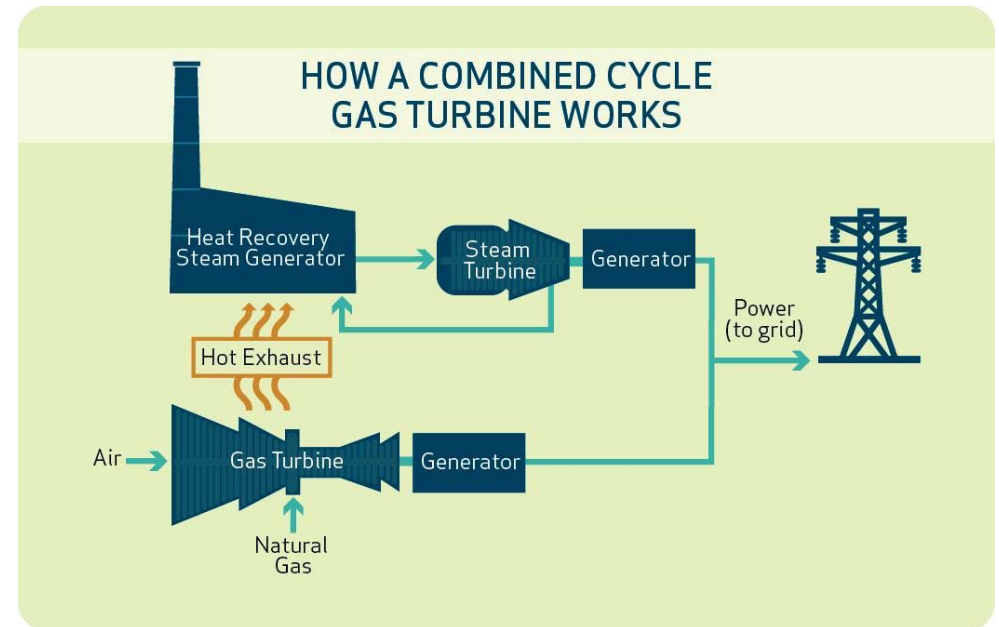 HOW A COMBINED CYCLE
GAS TURBINE WORKS
Heat Recovery
Steam Generator
Steam
Turbine
Generator
Power
(to grid)
Hot Exhaust
Air
Gas Turbine
Generator
Natural
Gas